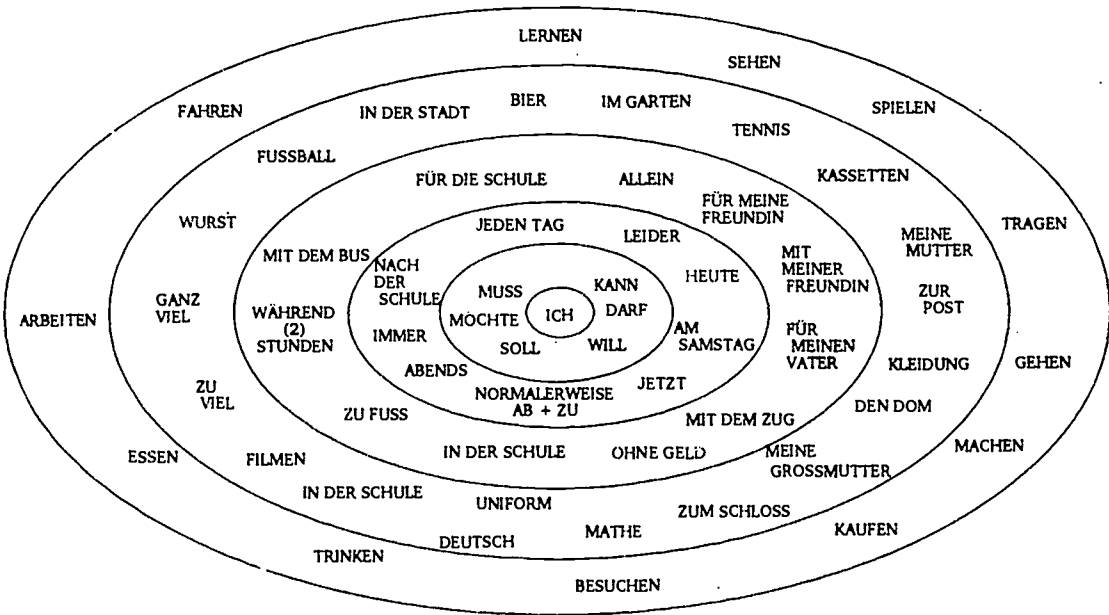 LERNEN
SEHEN
FAHREN
IN DER STADT
BIER
IM GARTEN
SPIELEN
TENNIS
FUSSBALL
KASSETTEN
FÜR DIE SCHULE
ALLEIN
FÜR MEINE
FREUNDIN
WURST
JEDEN TAG
LEIDER
TRAGEN
MEINE
MUTTER
MIT DEM BUS
NACH
DER
SCHULE
HEUTE
MIT
MEINER
FREUNDIN
MUSS
KANN
GANZ
VIEL
ZUR
POST
ARBEITEN
WÄHREND
(2)
STUNDEN
MÖCHTE
ICH
DARF
IMMER
AM
SAMSTAG
FÜR
MEINEN
VATER
SOLL
WILL
ABENDS
KLEIDUNG
GEHEN
ZU
VIEL
NORMALERWEISE
AB + ZU
JETZT
DEN DOM
ZU FUSS
MIT DEM ZUG
ESSEN
FILMEN
IN DER SCHULE
OHNE GELD
MEINE
GROSSMUTTER
MACHEN
IN DER SCHULE
UNIFORM
ZUM SCHLOSS
MATHE
KAUFEN
DEUTSCH
TRINKEN
BESUCHEN